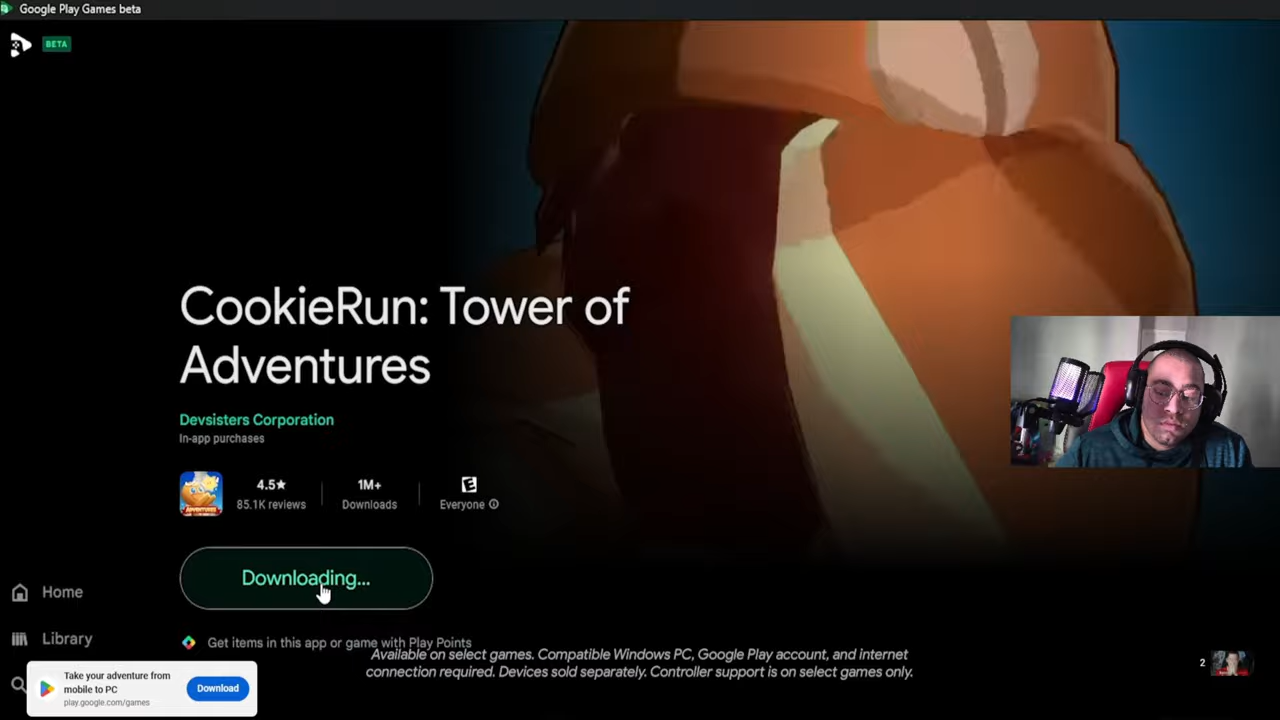 Google Play Games beta
BETA
CookieRun: Tower of
Adventures
Devsisters Corporation
In-app purchases
4.5★
85.1K reviews
1M+
Downloads
E
Everyone
ADVENTURES
Downloading...
Home
Library
Get items in this app or game with Play Points
Available on select games. Compatible Windows PC, Google Play account, and internet
connection required. Devices sold separately. Controller support is on select games only.
2
Take your adventure from
mobile to PC
play.google.com/games
Download